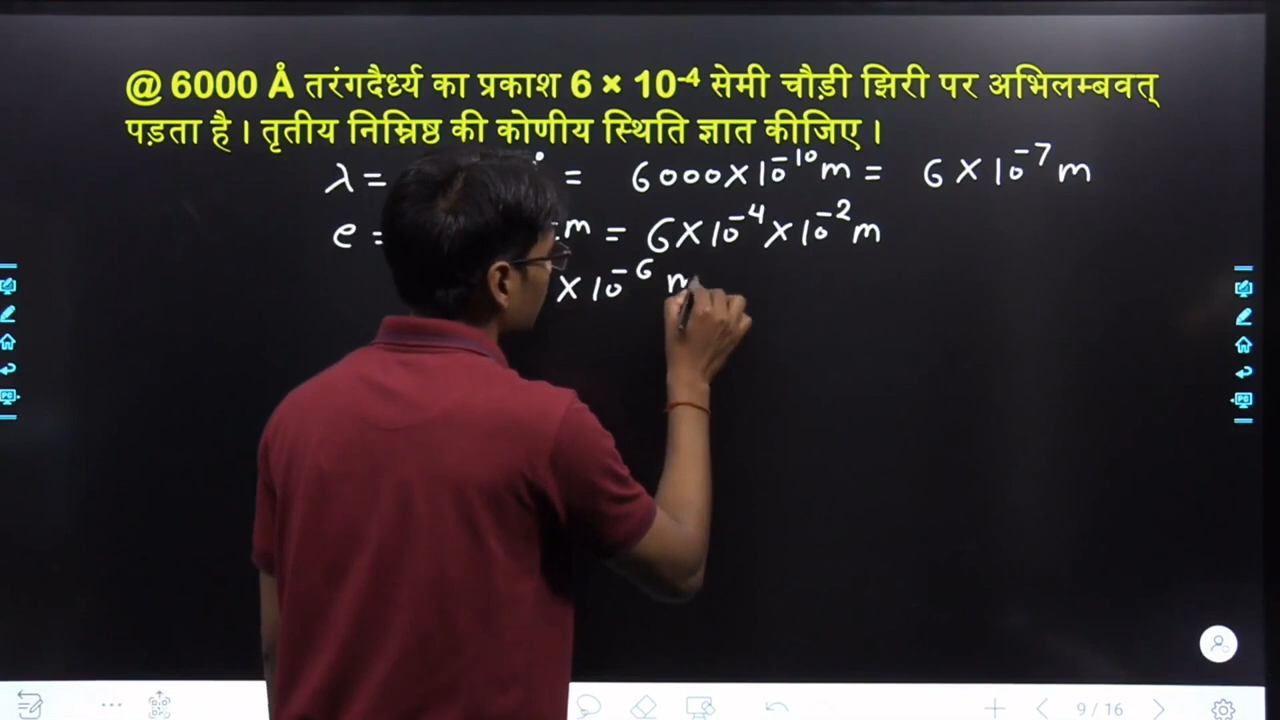 @ 6000 Å तरंगदैर्ध्य का प्रकाश 6 × 10⁻⁴ सेमी चौड़ी झिरी पर अभिलम्बवत्
पड़ता है। तृतीय निम्निष्ठ की कोणीय स्थिति ज्ञात कीजिए।
λ = = 6000×10⁻¹⁰ m = 6×10⁻⁷ m
e = m = 6×10⁻⁴×10⁻² m
×10⁻⁶ m
9 / 16